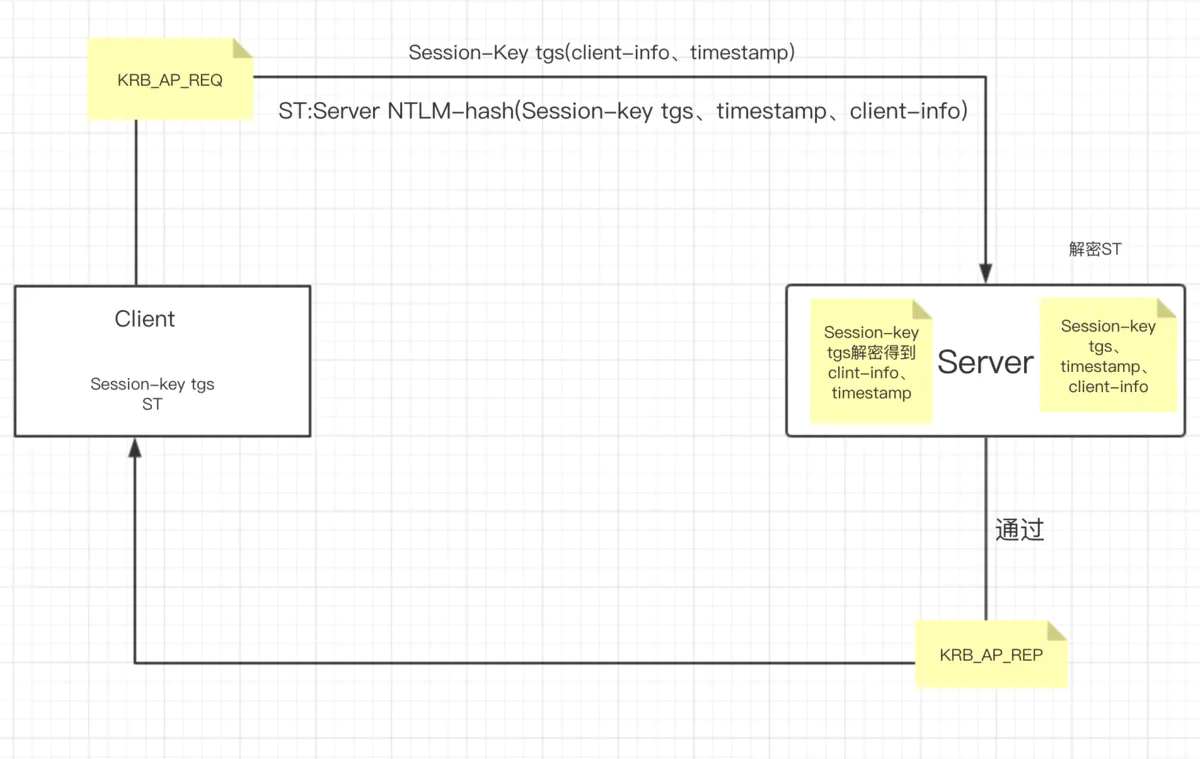 Session-Key tgs(client-info、timestamp)
KRB_AP_REQ
ST:Server NTLM-hash(Session-key tgs、timestamp、client-info)
解密ST
Client
Session-key tgs
ST
Session-key
tgs解密得到
clint-info、
timestamp
Server
Session-key
tgs、
timestamp、
client-info
通过
KRB_AP_REP